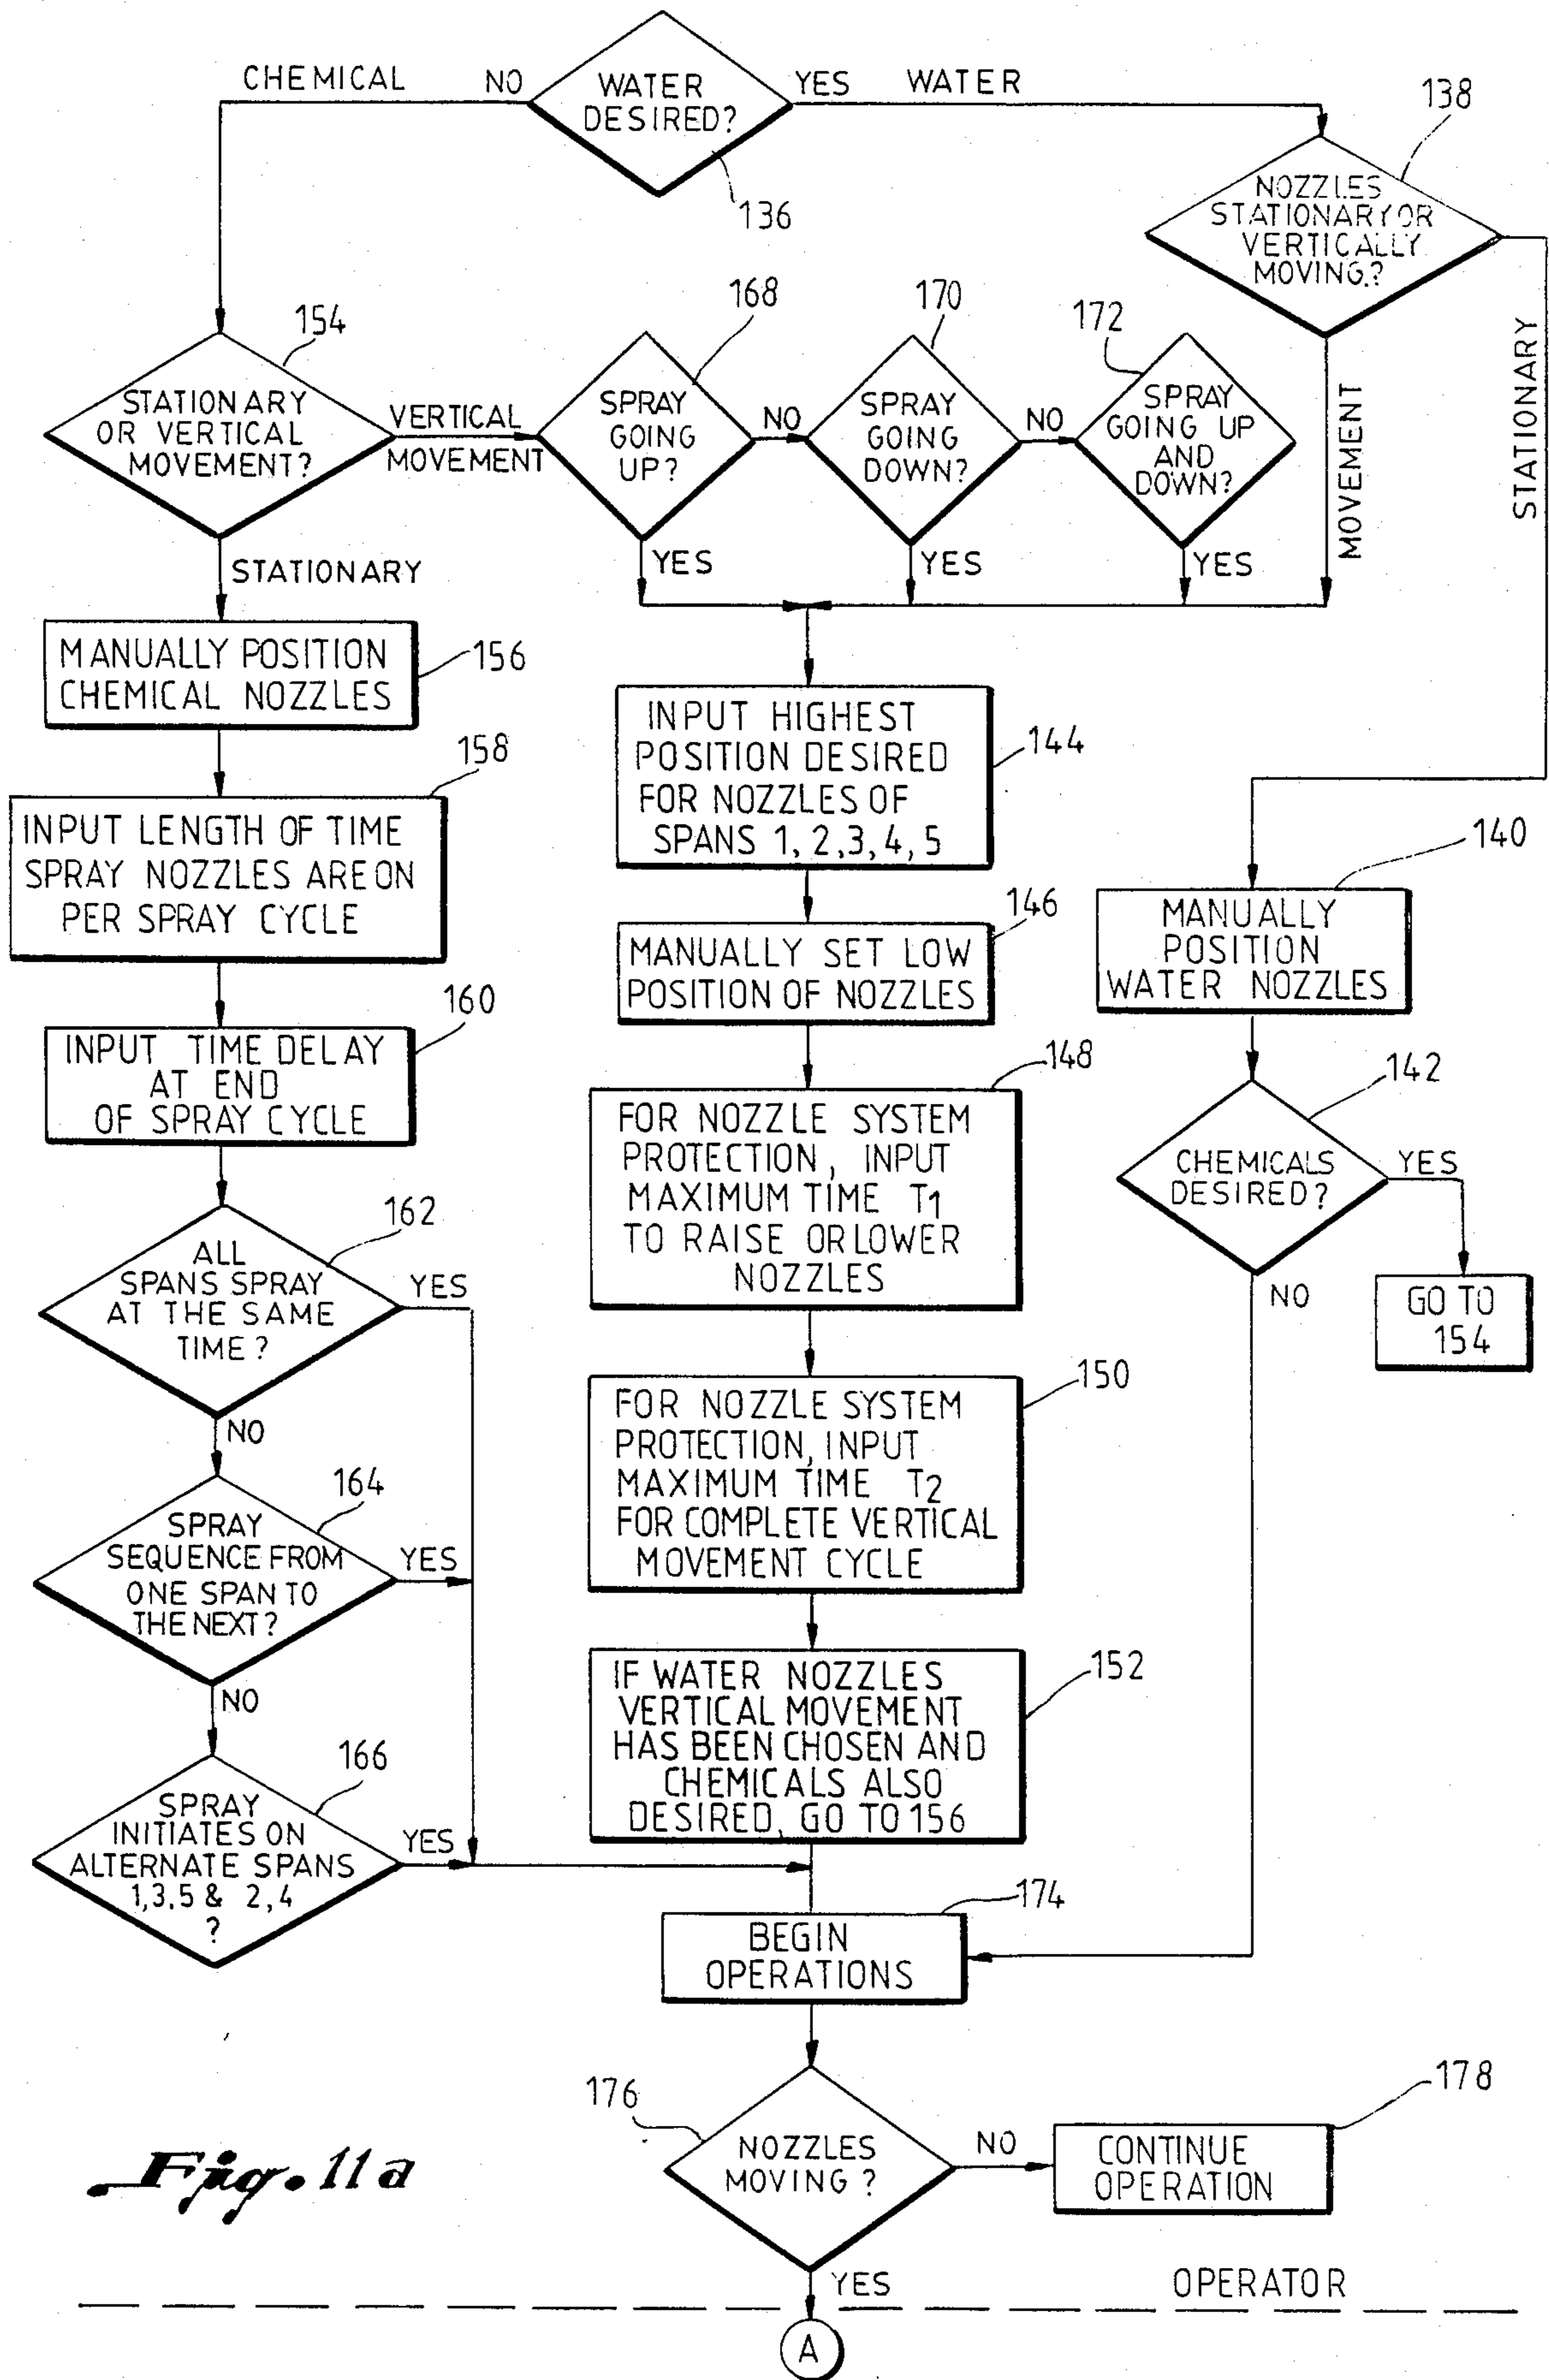 CHEMICAL
NO
WATER
DESIRED?
YES
WATER
136
138
NOZZLES
STATIONARY OR
VERTICALLY
MOVING?
STATIONARY
MOVEMENT
154
STATIONARY
OR VERTICAL
MOVEMENT?
VERTICAL
MOVEMENT
168
SPRAY
GOING
UP?
NO
170
SPRAY
GOING
DOWN?
NO
172
SPRAY
GOING UP
AND
DOWN?
STATIONARY
YES
YES
YES
MANUALLY POSITION
CHEMICAL NOZZLES
156
158
INPUT LENGTH OF TIME
SPRAY NOZZLES ARE ON
PER SPRAY CYCLE
160
INPUT TIME DELAY
AT END
OF SPRAY CYCLE
162
ALL
SPANS SPRAY
AT THE SAME
TIME?
YES
NO
164
SPRAY
SEQUENCE FROM
ONE SPAN TO
THE NEXT?
YES
NO
166
SPRAY
INITIATES ON
ALTERNATE SPANS
1,3,5 & 2,4
?
YES
INPUT HIGHEST
POSITION DESIRED
FOR NOZZLES OF
SPANS 1, 2, 3, 4, 5
144
146
MANUALLY SET LOW
POSITION OF NOZZLES
148
FOR NOZZLE SYSTEM
PROTECTION, INPUT
MAXIMUM TIME T1
TO RAISE OR LOWER
NOZZLES
150
FOR NOZZLE SYSTEM
PROTECTION, INPUT
MAXIMUM TIME T2
FOR COMPLETE VERTICAL
MOVEMENT CYCLE
152
IF WATER NOZZLES
VERTICAL MOVEMENT
HAS BEEN CHOSEN AND
CHEMICALS ALSO
DESIRED, GO TO 156
140
MANUALLY
POSITION
WATER NOZZLES
142
CHEMICALS
DESIRED?
YES
NO
GO TO
154
174
BEGIN
OPERATIONS
176
NOZZLES
MOVING?
NO
178
CONTINUE
OPERATION
YES
OPERATOR
A
Fig. 11a